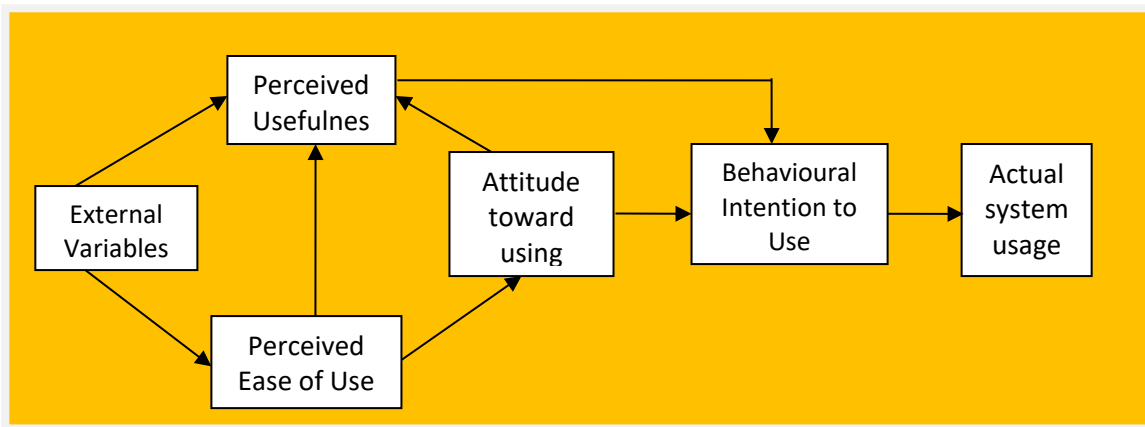 Perceived
Usefulnes
External
Variables
Perceived
Ease of Use
Attitude
toward
using
Behavioural
Intention to
Use
Actual
system
usage